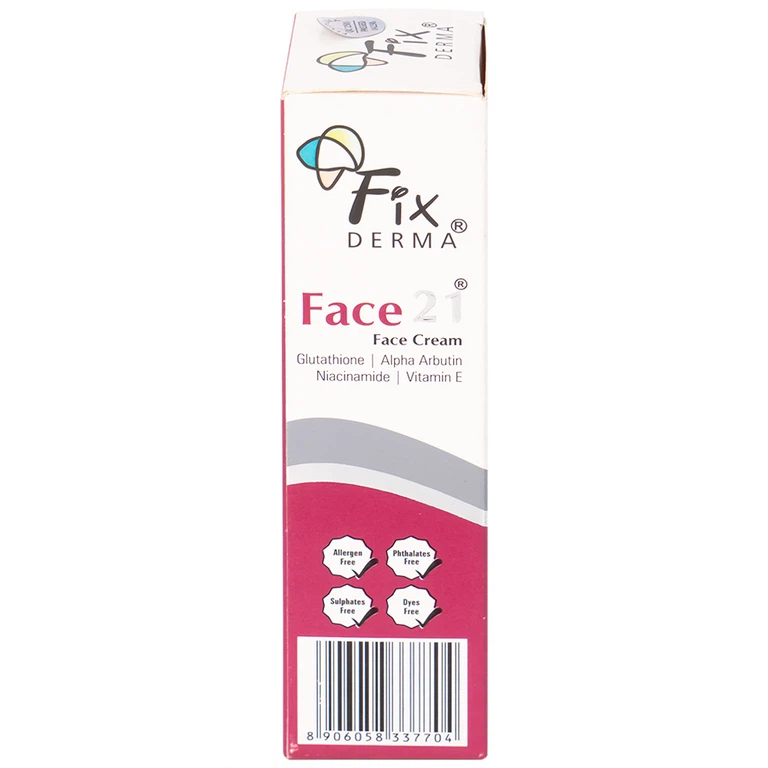 Fix
DERMA
Fix
DERMA®
Face 21®
Face Cream
Glutathione | Alpha Arbutin
Niacinamide | Vitamin E
Allergen
Free
Phthalates
Free
Sulphates
Free
Dyes
Free
8 906058 337704